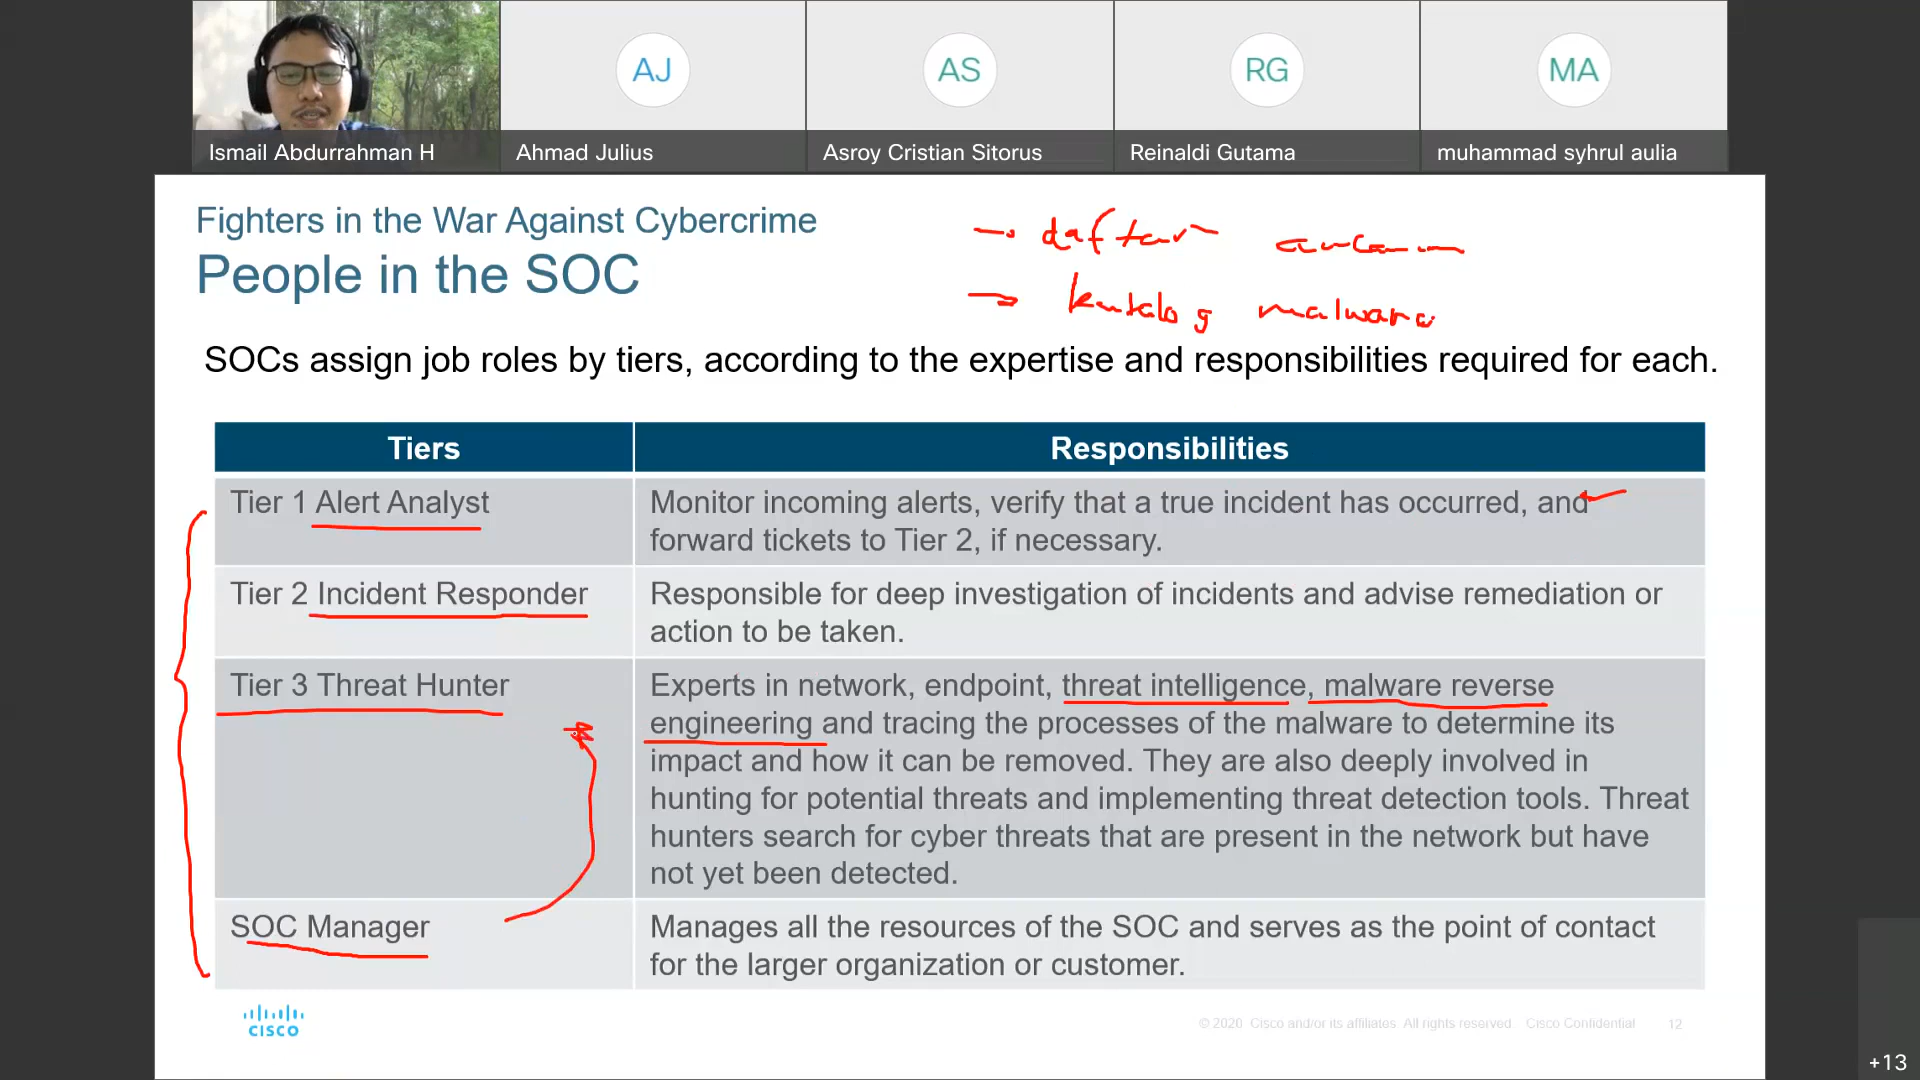 AJ
AS
RG
MA
Ismail Abdurrahman H
Ahmad Julius
Asroy Cristian Sitorus
Reinaldi Gutama
muhammad syhrul aulia
Fighters in the War Against Cybercrime
People in the SOC
daftar
malware
SOCs assign job roles by tiers, according to the expertise and responsibilities required for each.
Tiers
Responsibilities
Tier 1 Alert Analyst
Monitor incoming alerts, verify that a true incident has occurred, and
forward tickets to Tier 2, if necessary.
Tier 2 Incident Responder
Responsible for deep investigation of incidents and advise remediation or
action to be taken.
Tier 3 Threat Hunter
Experts in network, endpoint, threat intelligence, malware reverse
engineering and tracing the processes of the malware to determine its
impact and how it can be removed. They are also deeply involved in
hunting for potential threats and implementing threat detection tools. Threat
hunters search for cyber threats that are present in the network but have
not yet been detected.
SOC Manager
Manages all the resources of the SOC and serves as the point of contact
for the larger organization or customer.
CISCO
© 2020 Cisco and/or its affiliates. All rights reserved. Cisco Confidential
12
+13